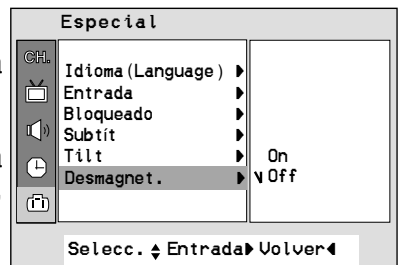 Especial
CH.
Idioma (Language) ▶
Entrada ▶
Bloqueado ▶
Subtít ▶
Tilt ▶ On
Desmagnet. ▶ √ Off
Selecc. ▲▼ Entrada▶ Volver◀